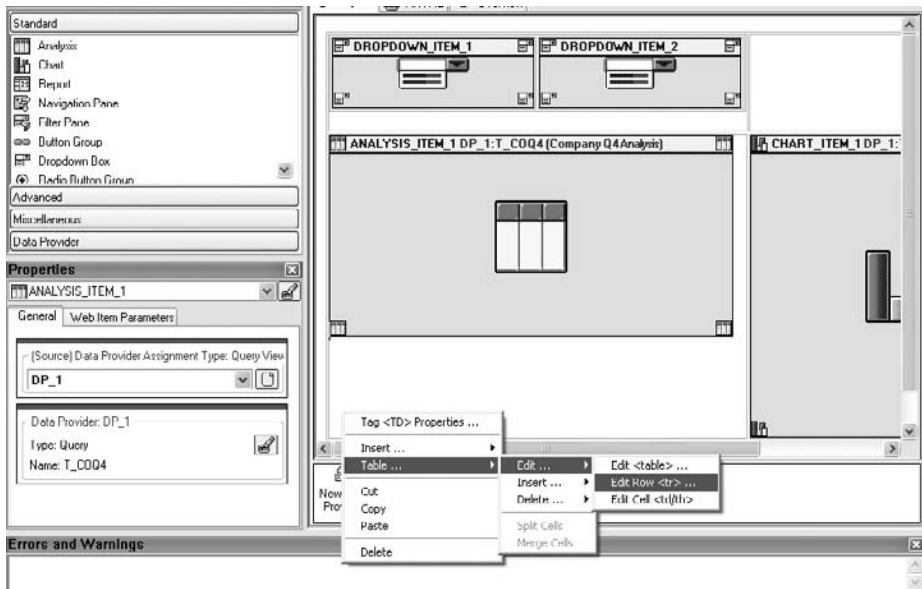 Standard
Analysis
Chart
Report
Navigation Pane
Filter Pane
Button Group
Dropdown Box
Radio Button Group
Advanced
Miscellaneous
Data Provider
Properties
ANALYSIS_ITEM_1
General
Web Item Parameters
(Source) Data Provider Assignment Type: Query View
DP_1
Data Provider: DP_1
Type: Query
Name: T_COQ4
DROPDOWN_ITEM_1
DROPDOWN_ITEM_2
ANALYSIS_ITEM_1 DP_1:T_COQ4 (Company Q4 Analysis)
CHART_ITEM_1 DP_1:
New
Tag <TD> Properties ...
Insert ...
Table ...
Cut
Copy
Paste
Delete
Edit ...
Insert ...
Delete ...
Split Cells
Merge Cells
Edit <table> ...
Edit Row <tr> ...
Edit Cell <td/th>
Errors and Warnings